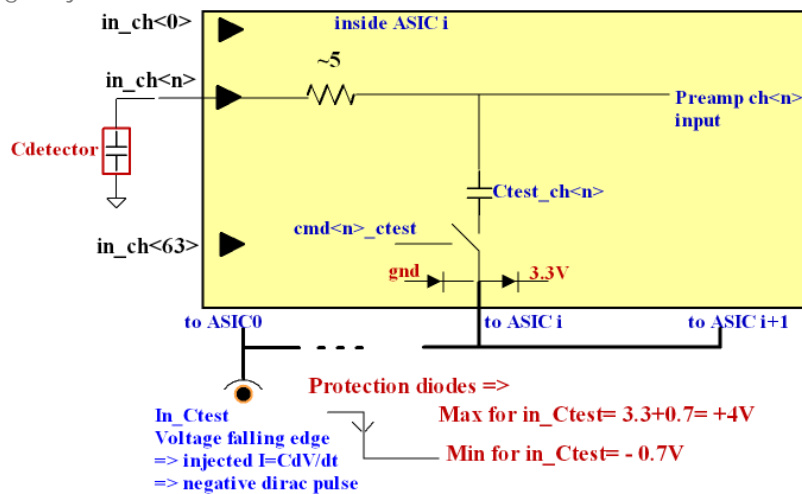 in_ch<0>
inside ASIC i
~5
in_ch<n>
Preamp ch<n>
input
Cdetector
Ctest_ch<n>
cmd<n>_ctest
in_ch<63>
gnd
3.3V
to ASIC0
to ASIC i
to ASIC i+1
Protection diodes =>
In_Ctest
Max for in_Ctest= 3.3+0.7= +4V
Voltage falling edge
=> injected I=CdV/dt
Min for in_Ctest= - 0.7V
=> negative dirac pulse